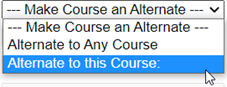 --- Make Course an Alternate ---
--- Make Course an Alternate ---
Alternate to Any Course
Alternate to this Course: